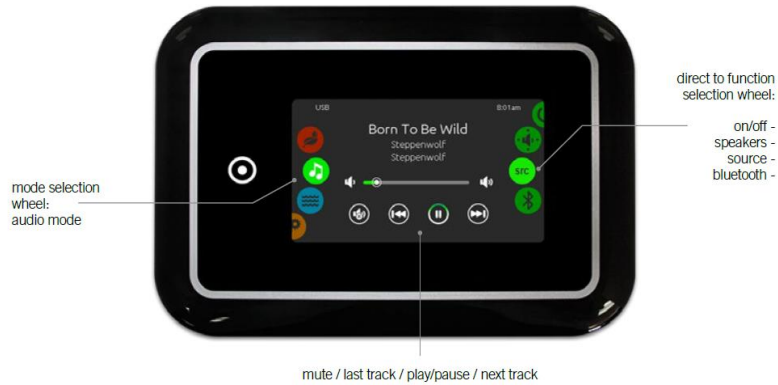 USB
8:01am
Born To Be Wild
Steppenwolf
Steppenwolf
src
mode selection
wheel:
audio mode
direct to function
selection wheel:
on/off -
speakers -
source -
bluetooth -
mute / last track / play/pause / next track